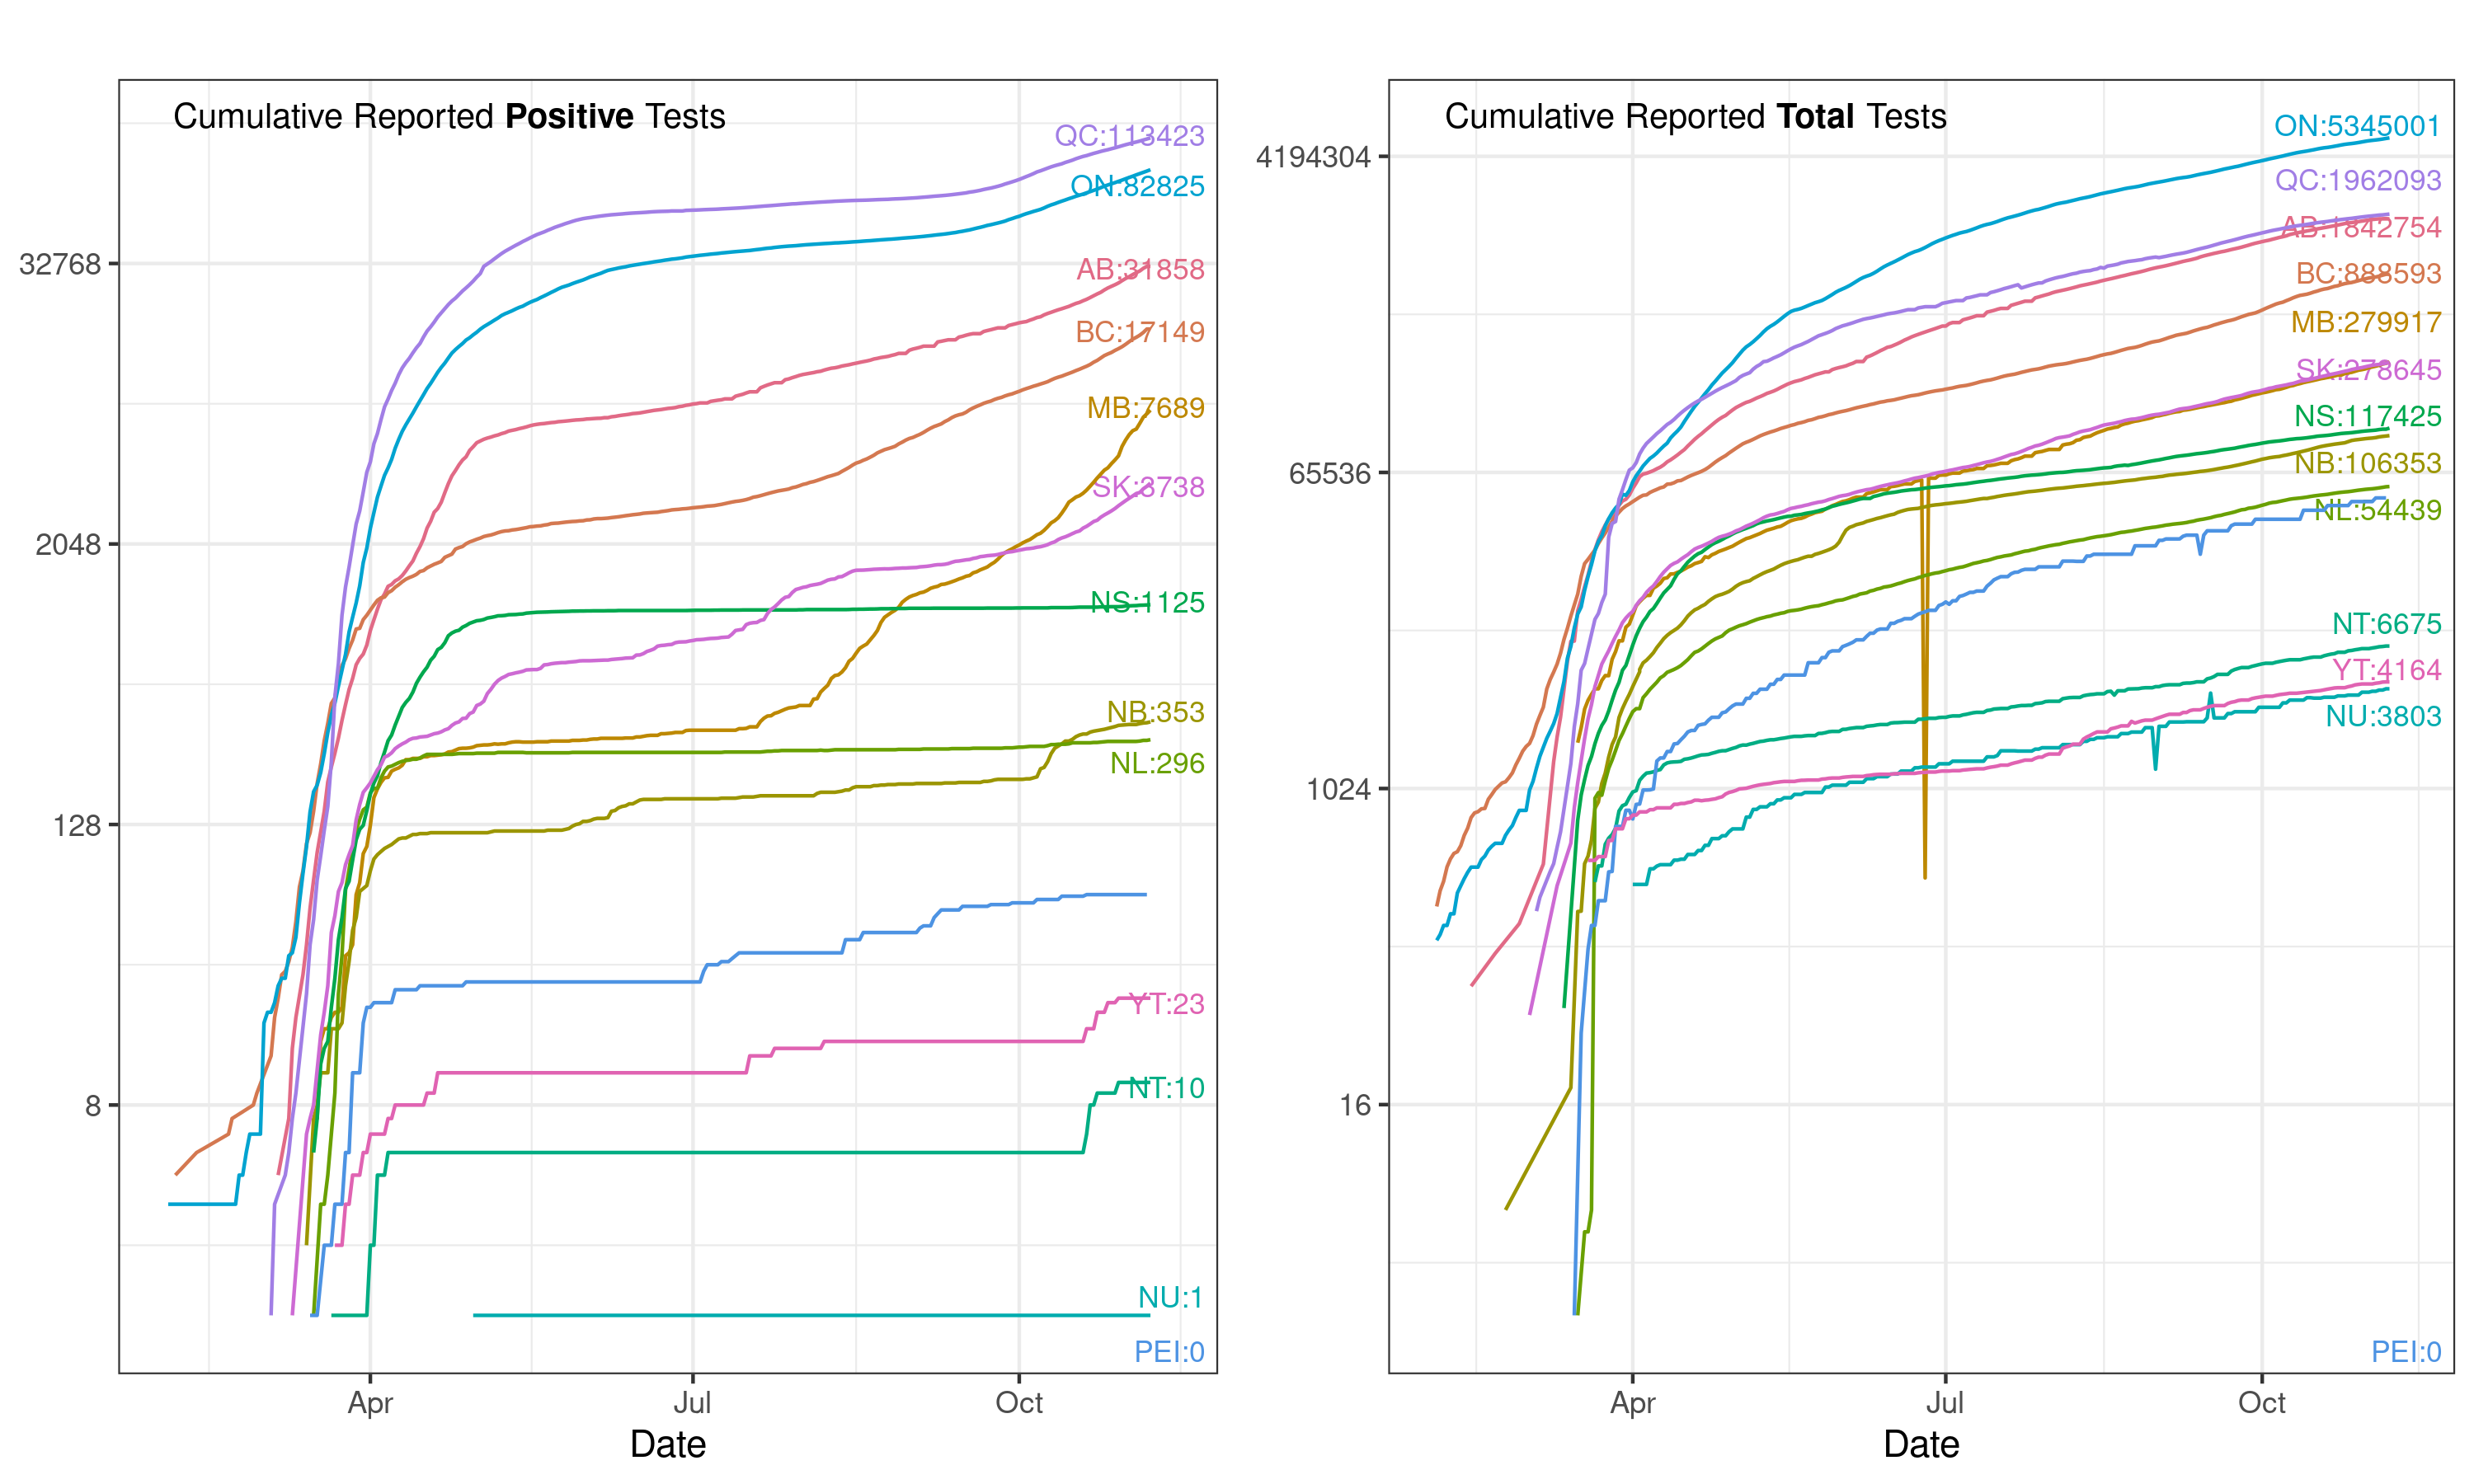 Cumulative Reported Positive Tests
QC:113423
ON:82825
AB:31858
BC:17149
MB:7689
SK:3738
NS:1125
NB:353
NL:296
YT:23
NT:10
NU:1
PEI:0
32768
2048
128
8
Apr
Jul
Oct
Date
Cumulative Reported Total Tests
ON:5345001
QC:1962093
AB:1842754
BC:888593
MB:279917
SK:278645
NS:117425
NB:106353
NL:54439
NT:6675
YT:4164
NU:3803
PEI:0
4194304
65536
1024
16
Apr
Jul
Oct
Date